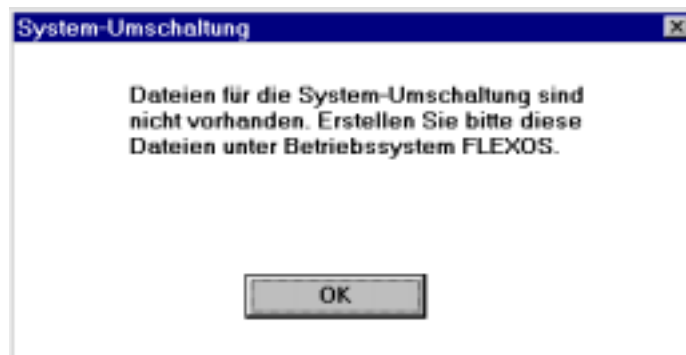 System-Umschaltung
Dateien für die System-Umschaltung sind
nicht vorhanden. Erstellen Sie bitte diese
Dateien unter Betriebssystem FLEXOS.
OK